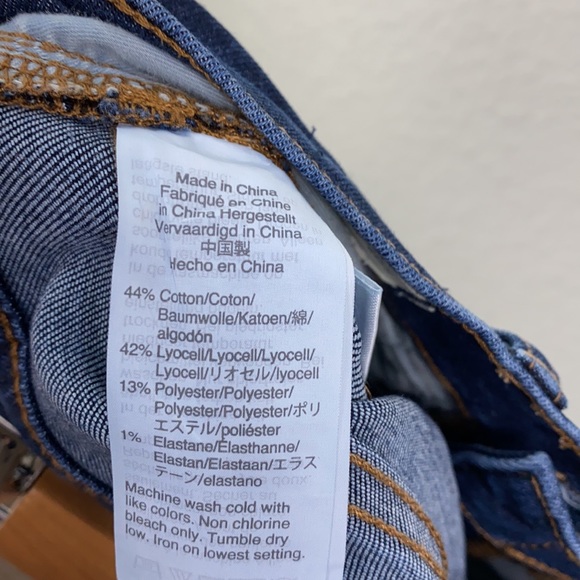 Made in China
Fabriqué en Chine
in China Hergestellt
Vervaardigd in China
中国製
Hecho en China
44% Cotton/Coton/
Baumwolle/Katoen/綿/
algodón
42% Lyocell/Lyocell/Lyocell/
Lyocell/リオセル/lyocell
13% Polyester/Polyester/
Polyester/Polyester/ポリ
エステル/poliéster
1% Elastane/Élasthanne/
Elastan/Elastaan/エラス
テーン/elastano
Machine wash cold with
like colors. Non chlorine
bleach only. Tumble dry
low. Iron on lowest setting.